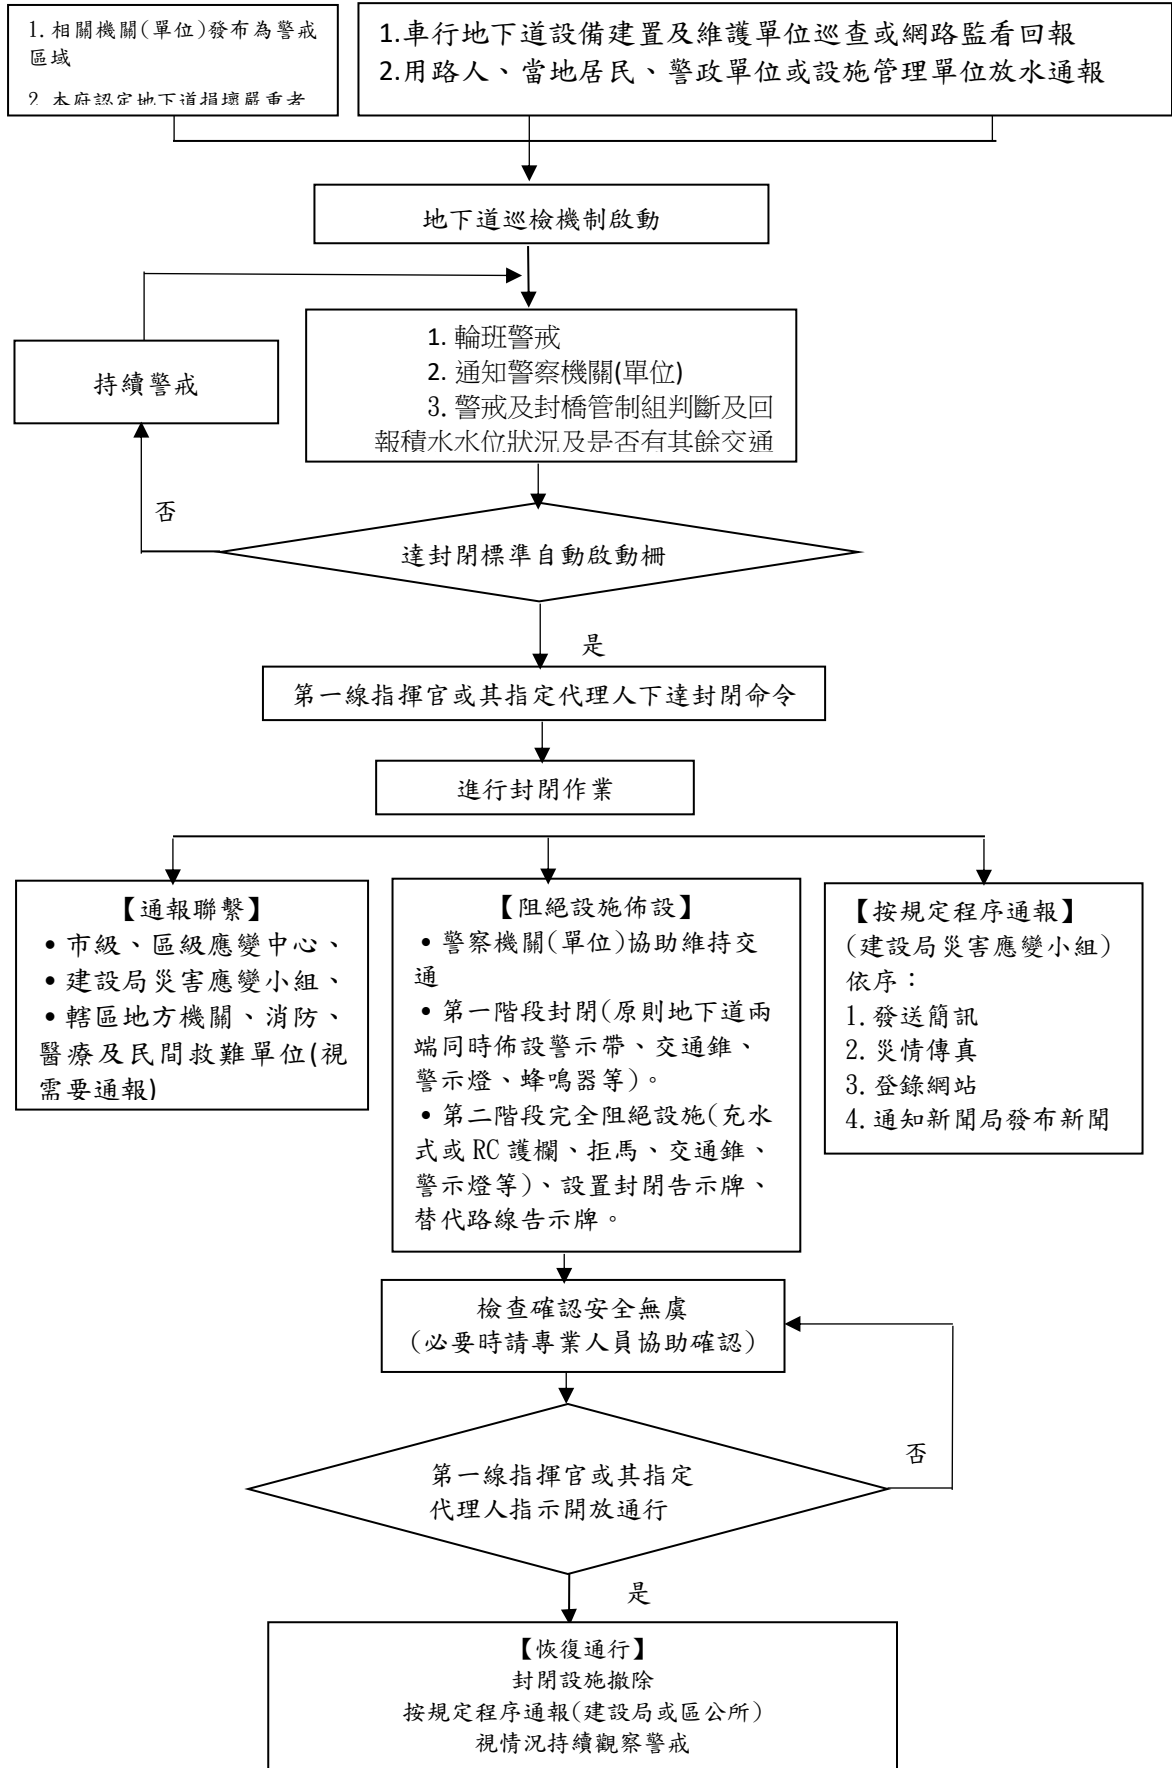 1. 相關機關(單位)發布為警戒
區域
2. 本府認定地下道損壞嚴重者
1.車行地下道設備建置及維護單位巡查或網路監看回報
2.用路人、當地居民、警政單位或設施管理單位放水通報
地下道巡檢機制啟動
持續警戒
1. 輪班警戒
2. 通知警察機關(單位)
3. 警戒及封橋管制組判斷及回
報積水水位狀況及是否有其餘交通
否
達封閉標準自動啟動柵
是
第一線指揮官或其指定代理人下達封閉命令
進行封閉作業
【通報聯繫】
• 市級、區級應變中心、
• 建設局災害應變小組、
• 轄區地方機關、消防、
醫療及民間救難單位(視
需要通報)
【阻絕設施佈設】
• 警察機關(單位)協助維持交
通
• 第一階段封閉(原則地下道兩
端同時佈設警示帶、交通錐、
警示燈、蜂鳴器等)。
• 第二階段完全阻絕設施(充水
式或 RC 護欄、拒馬、交通錐、
警示燈等)、設置封閉告示牌、
替代路線告示牌。
【按規定程序通報】
(建設局災害應變小組)
依序：
1. 發送簡訊
2. 災情傳真
3. 登錄網站
4. 通知新聞局發布新聞
檢查確認安全無虞
(必要時請專業人員協助確認)
否
第一線指揮官或其指定
代理人指示開放通行
是
【恢復通行】
封閉設施撤除
按規定程序通報(建設局或區公所)
視情況持續觀察警戒